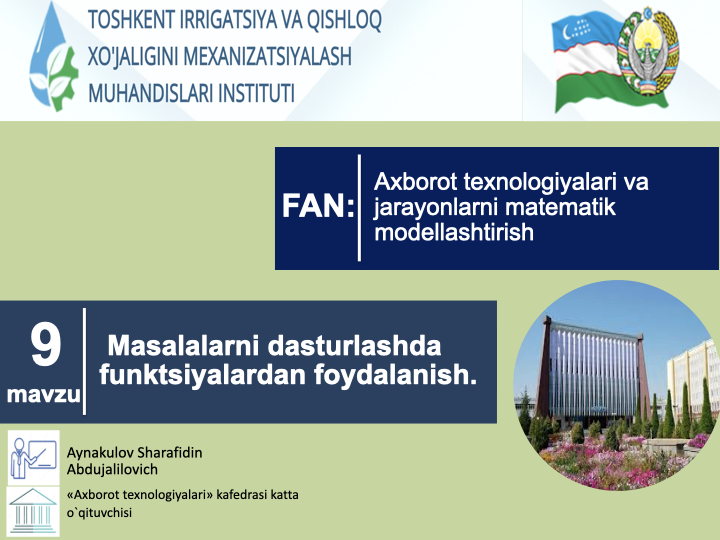 TOSHKENT IRRIGATSIYA VA QISHLOQ
XO'JALIGINI MEXANIZATSIYALASH
MUHANDISLARI INSTITUTI
FAN:
Axborot texnologiyalari va
jarayonlarni matematik
modellashtirish
9
mavzu
Masalalarni dasturlashda
funktsiyalardan foydalanish.
Aynakulov Sharafidin
Abdujalilovich
«Axborot texnologiyalari» kafedrasi katta
o`qituvchisi